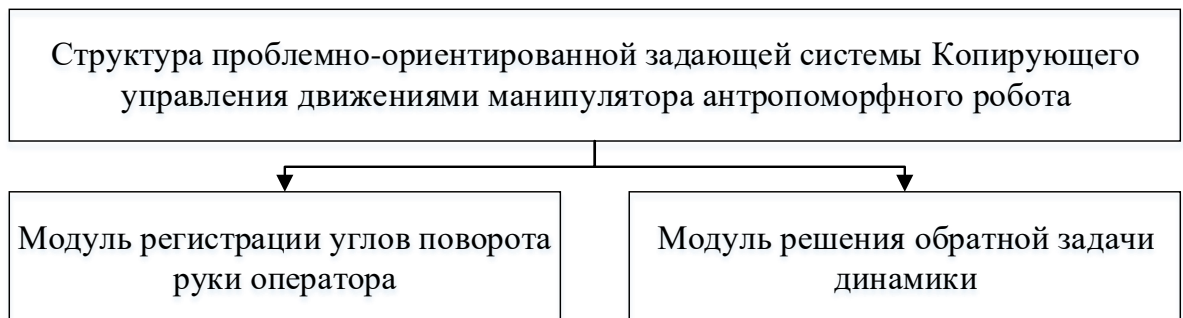 Структура проблемно-ориентированной задающей системы Копирующего
управления движениями манипулятора антропоморфного робота
Модуль регистрации углов поворота
руки оператора
Модуль решения обратной задачи
динамики